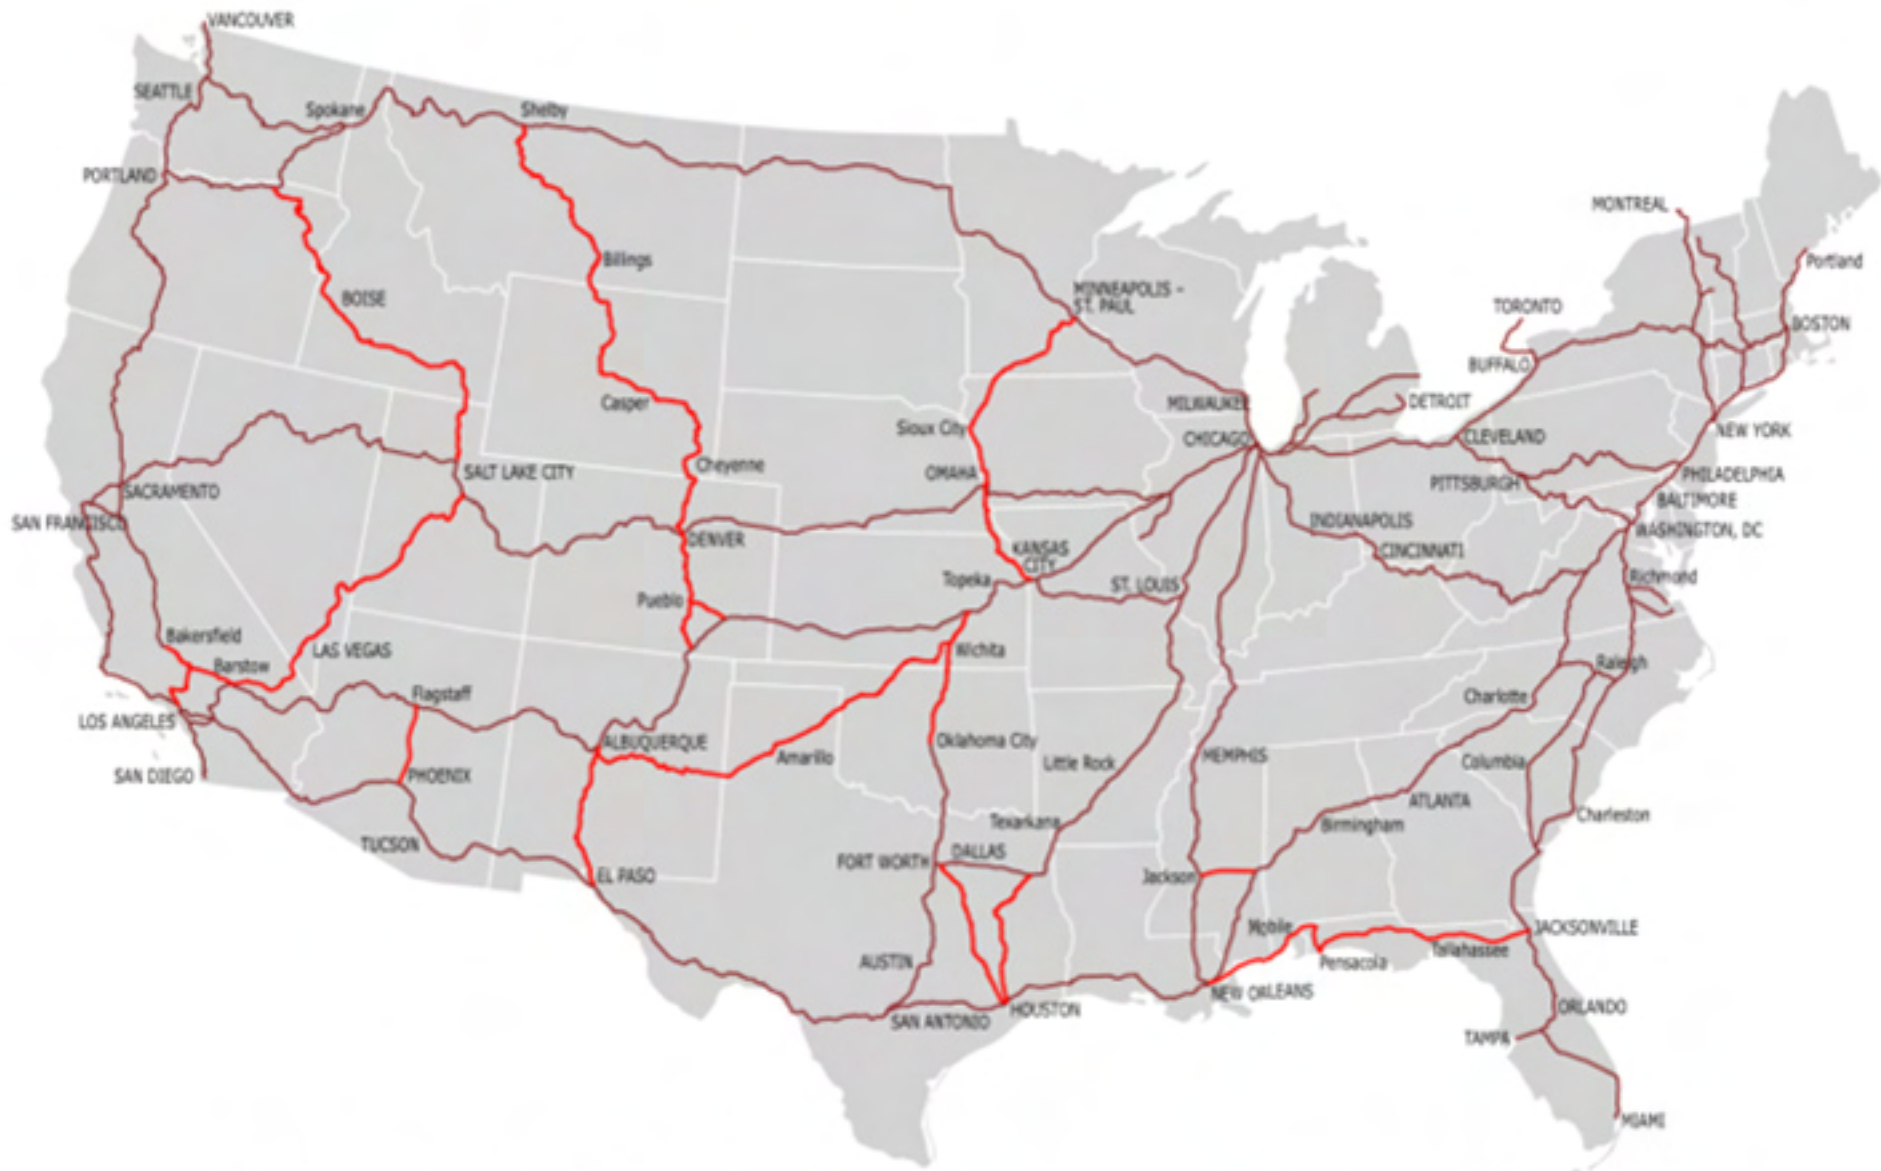 VANCOUVER
SEATTLE
Spokane
Shelby
PORTLAND
MONTREAL
Billings
Portland
BOISE
MINNEAPOLIS –
ST. PAUL
TORONTO
BOSTON
BUFFALO
Casper
MILWAUKEE
DETROIT
Sioux City
CHICAGO
CLEVELAND
NEW YORK
Cheyenne
SALT LAKE CITY
OMAHA
PITTSBURGH
PHILADELPHIA
SACRAMENTO
BALTIMORE
SAN FRANCISCO
INDIANAPOLIS
WASHINGTON, DC
DENVER
KANSAS
CITY
CINCINNATI
Topeka
ST. LOUIS
Richmond
Pueblo
Bakersfield
LAS VEGAS
Wichita
Barstow
Raleigh
Flagstaff
Charlotte
LOS ANGELES
ALBUQUERQUE
Oklahoma City
Amarillo
MEMPHIS
Little Rock
Columbia
SAN DIEGO
PHOENIX
ATLANTA
Texarkana
Birmingham
Charleston
TUCSON
DALLAS
FORT WORTH
EL PASO
Jackson
Mobile
JACKSONVILLE
Tallahassee
AUSTIN
Pensacola
NEW ORLEANS
ORLANDO
HOUSTON
SAN ANTONIO
TAMPA
MIAMI